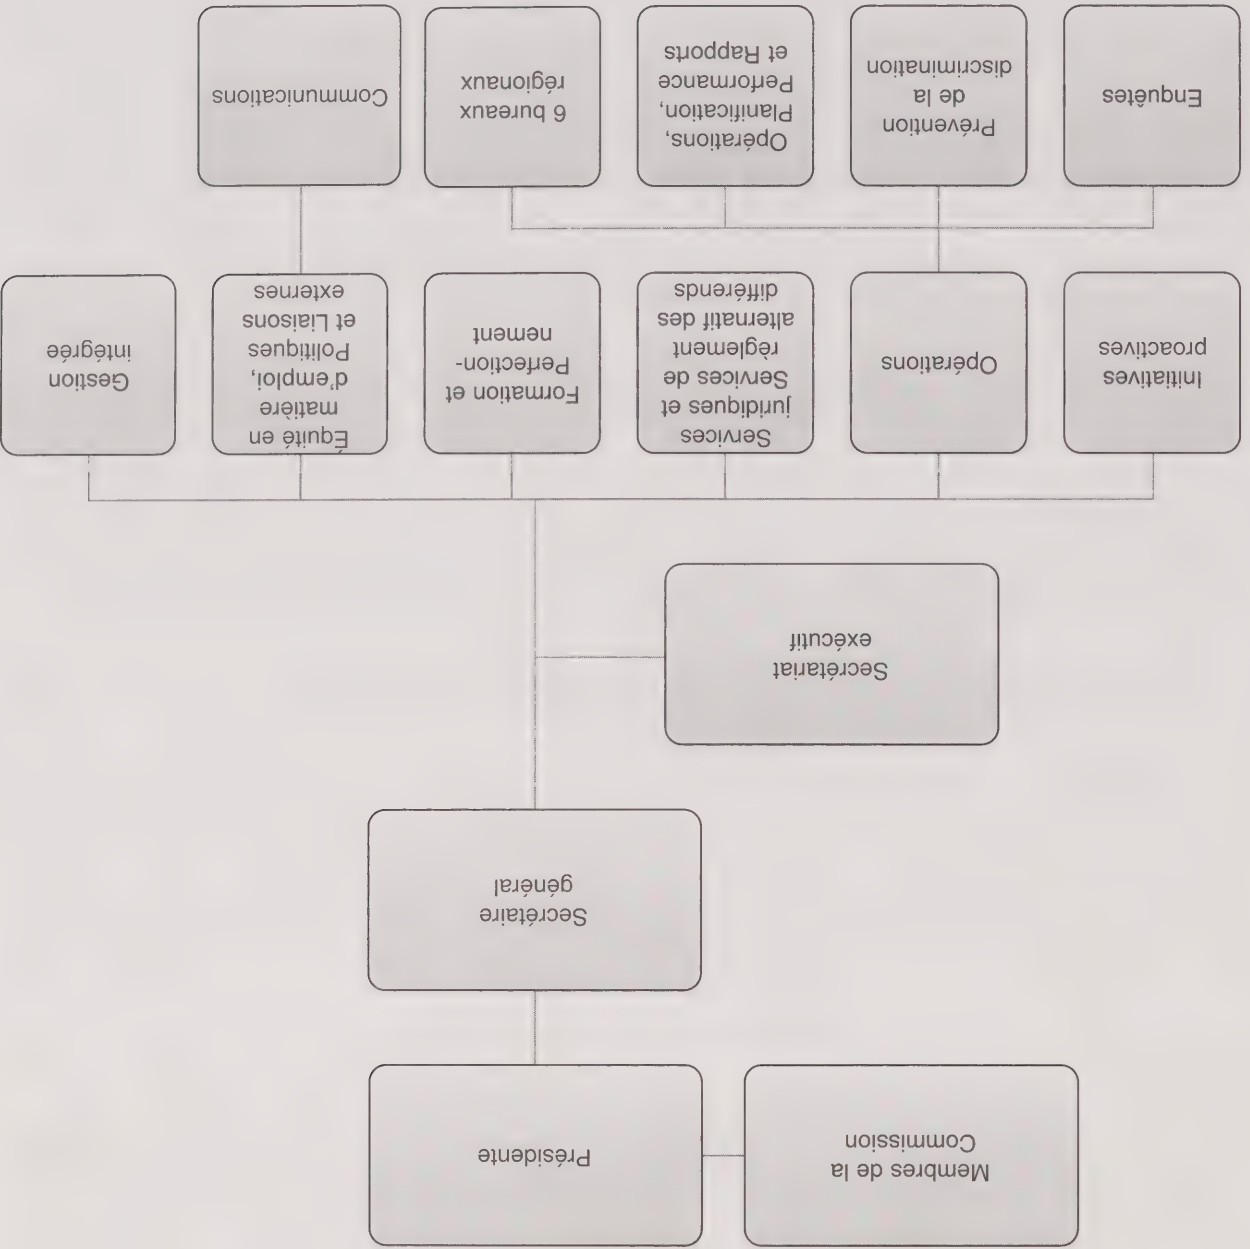 Membres de la
Commission
Présidente
Secrétaire
général
Secrétariat
exécutif
Initiatives
proactives
Opérations
Services
juridiques et
Services de
règlement
alternatif des
différends
Formation et
Perfection-
nement
Équité en
matière
d'emploi,
Politiques
et Liaisons
externes
Gestion
intégrée
Enquêtes
Prévention
de la
discrimination
Opérations,
Planification,
Performance
et Rapports
6 bureaux
régionaux
Communications